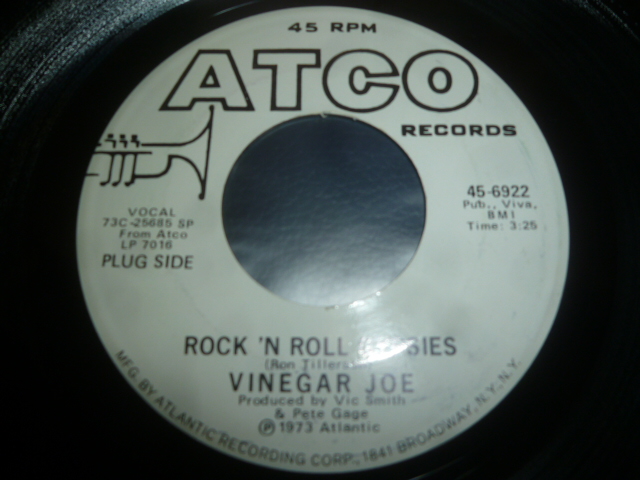 45 RPM
ATCO
RECORDS
VOCAL
73C-25685 SP
From Atco
LP 7016
PLUG SIDE
45-6922
Pub., Viva,
BMI
Time: 3:25
ROCK 'N ROLL
(Ron
VINEGAR JOE
Produced by Vic Smith
& Pete Gage
℗ 1973 Atlantic
MFG. BY ATLANTIC RECORDING CORP., 1841 BROADWAY, N.Y. N.Y.